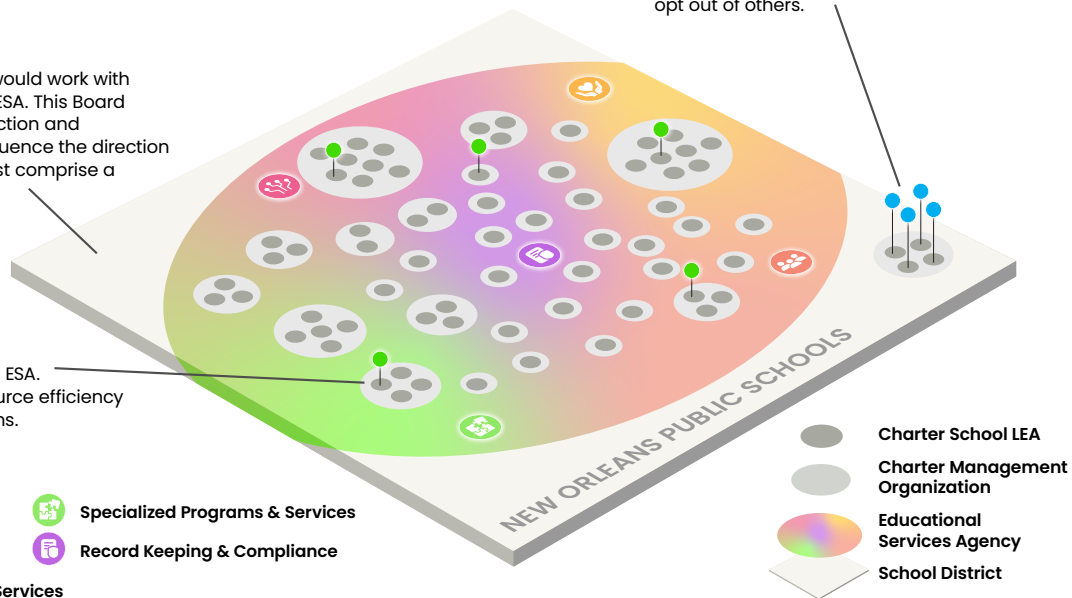 opt out of others.
would work with
ESA. This Board
ction and
uence the direction
st comprise a
ESA.
urce efficiency
ns.
NEW ORLEANS PUBLIC SCHOOLS
Specialized Programs & Services
Record Keeping & Compliance
Services
Charter School LEA
Charter Management
Organization
Educational
Services Agency
School District